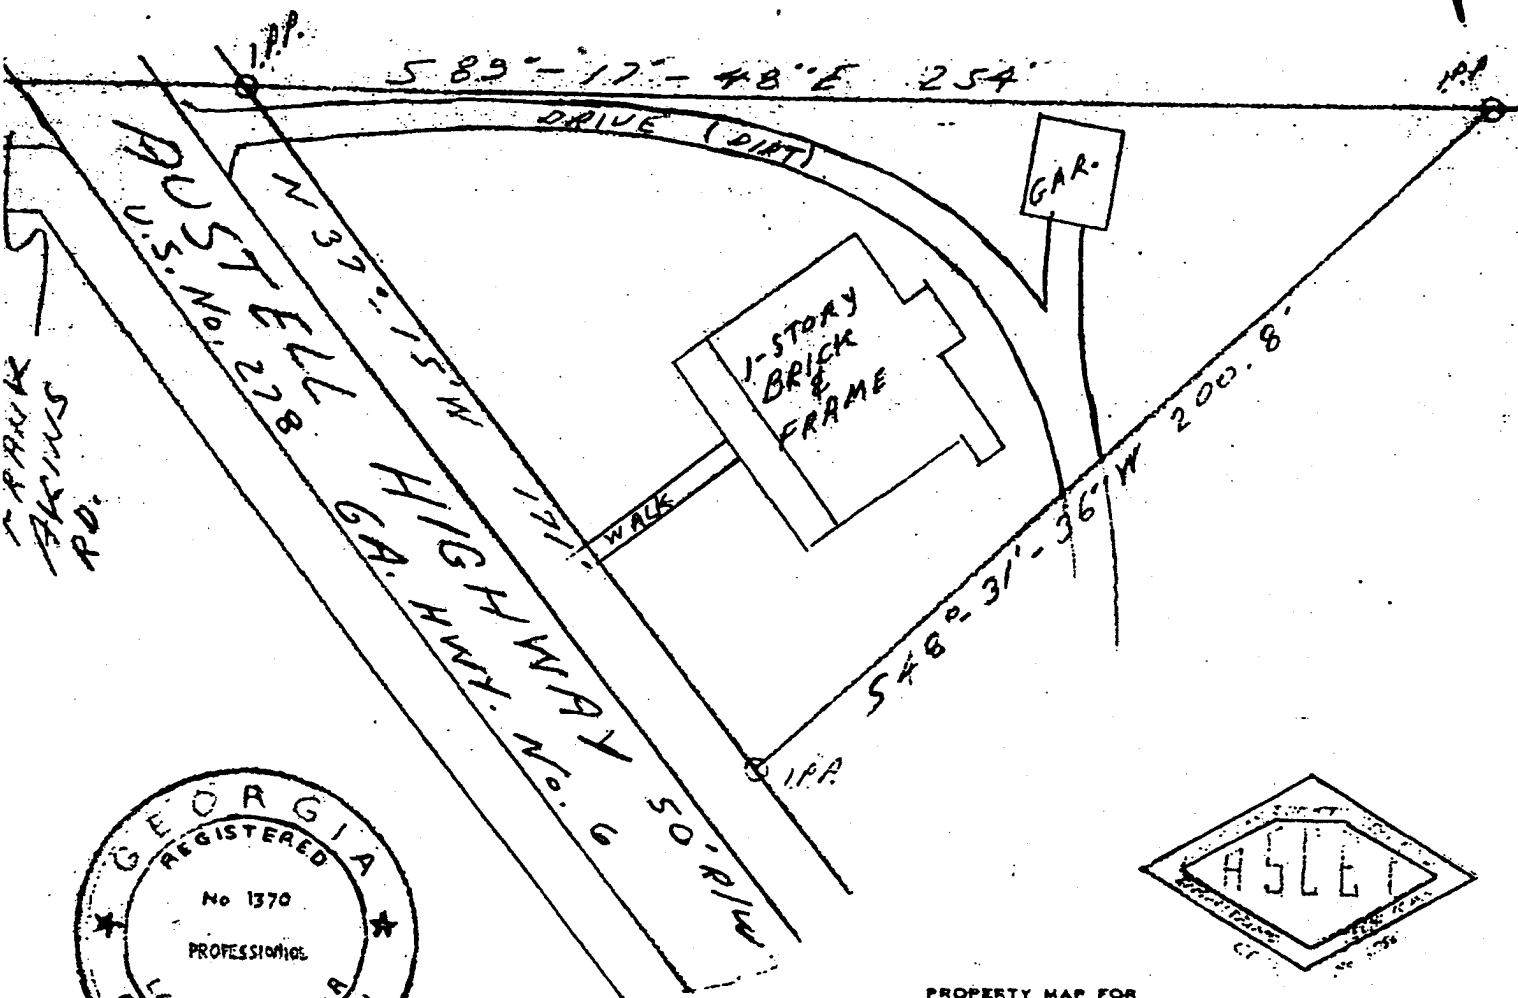 I.P.P.
S 89°-17'-48"E 254'
I.P.P.
DRIVE (DIRT)
GAR.
N 37°-15'W 171'
AUSTELL HIGHWAY 50' R/W
U.S. No. 278 GA. HWY. No. 6
1-STORY
BRICK
&
FRAME
WALK
S 48°-31'-36"W 200.8'
FRANK
AKINS
RD.
I.P.P.
GEORGIA
REGISTERED
No 1370
PROFESSIONAL
PROPERTY MAP FOR